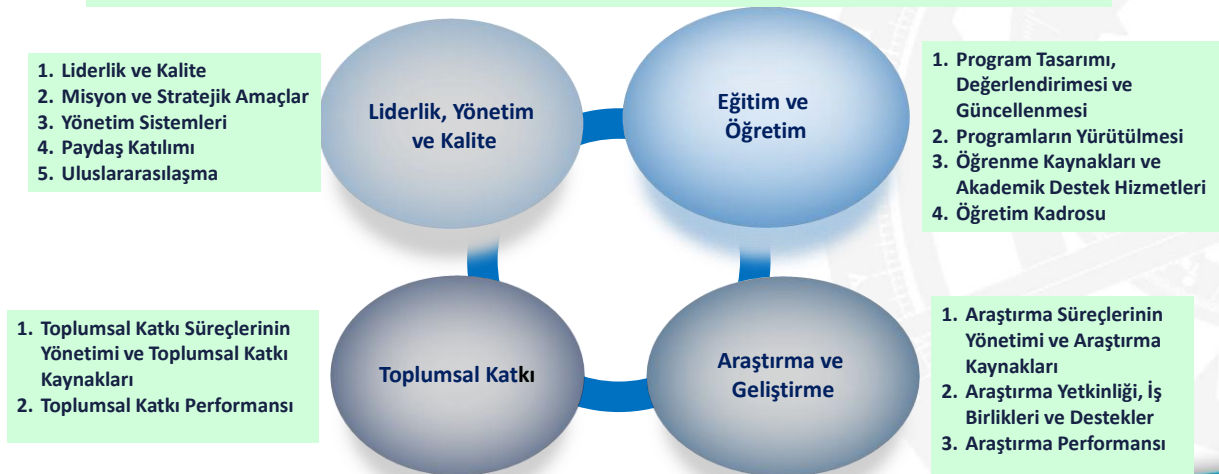 1. Liderlik ve Kalite
2. Misyon ve Stratejik Amaçlar
3. Yönetim Sistemleri
4. Paydaş Katılımı
5. Uluslararasılaşma
Liderlik, Yönetim
ve Kalite
Eğitim ve
Öğretim
1. Program Tasarımı,
Değerlendirimesi ve
Güncellenmesi
2. Programların Yürütülmesi
3. Öğrenme Kaynakları ve
Akademik Destek Hizmetleri
4. Öğretim Kadrosu
1. Toplumsal Katkı Süreçlerinin
Yönetimi ve Toplumsal Katkı
Kaynakları
2. Toplumsal Katkı Performansı
Toplumsal Katkı
Araştırma ve
Geliştirme
1. Araştırma Süreçlerinin
Yönetimi ve Araştırma
Kaynakları
2. Araştırma Yetkinliği, İş
Birlikleri ve Destekler
3. Araştırma Performansı